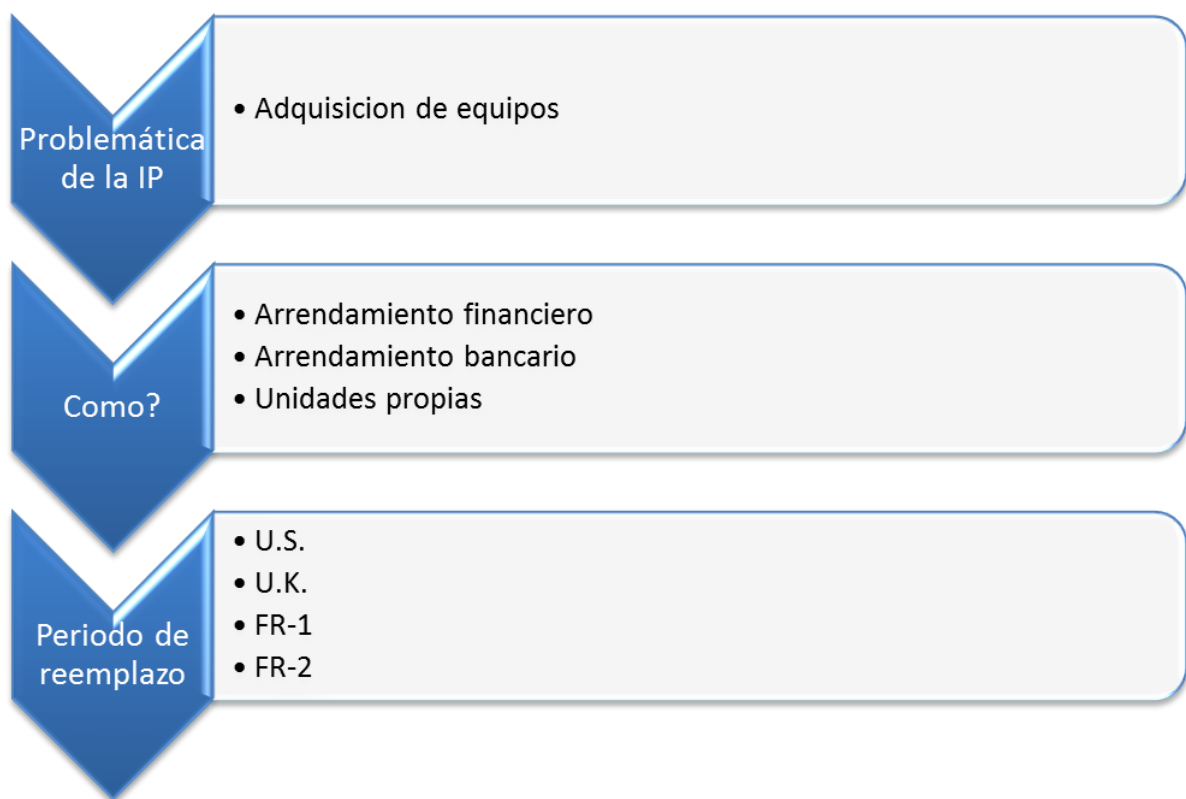 Problemática
de la IP
• Adquisicion de equipos
Como?
• Arrendamiento financiero
• Arrendamiento bancario
• Unidades propias
Periodo de
reemplazo
• U.S.
• U.K.
• FR-1
• FR-2